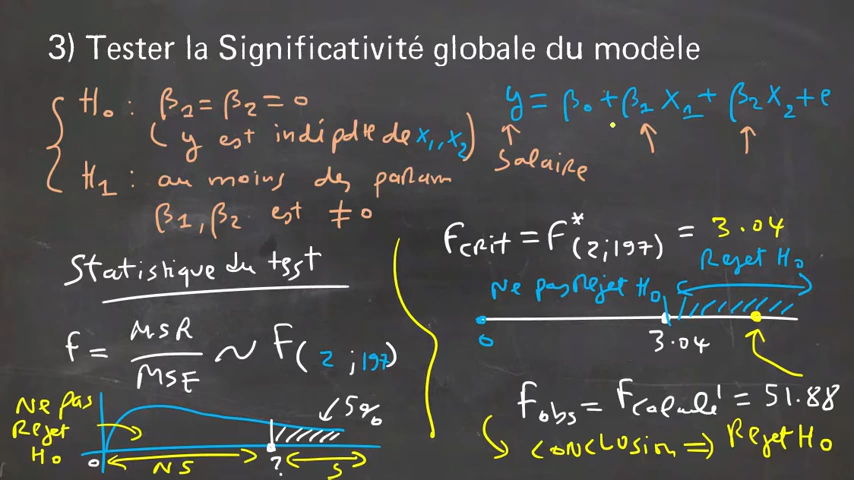 3) Tester la Significativité globale du modèle
H₀ : β₁ = β₂ = 0
( y est indépdte de x₁, x₂ )
H₁ : au moins des param
β₁, β₂ est ≠ 0
y = β₀ + β₁ X₁ + β₂ X₂ + e
Salaire
Statistique du test
f = MSR / MSE ~ F(2 ; 197)
5%
Ne pas
Rejet
H₀
0
NS
?
S
FCRIT = F*(2 ; 197) = 3.04
Rejet H₀
Ne pas Rejet H₀
0
3.04
Fobs = Fcalculé = 51.88
CONCLUSION ⇒ Rejet H₀